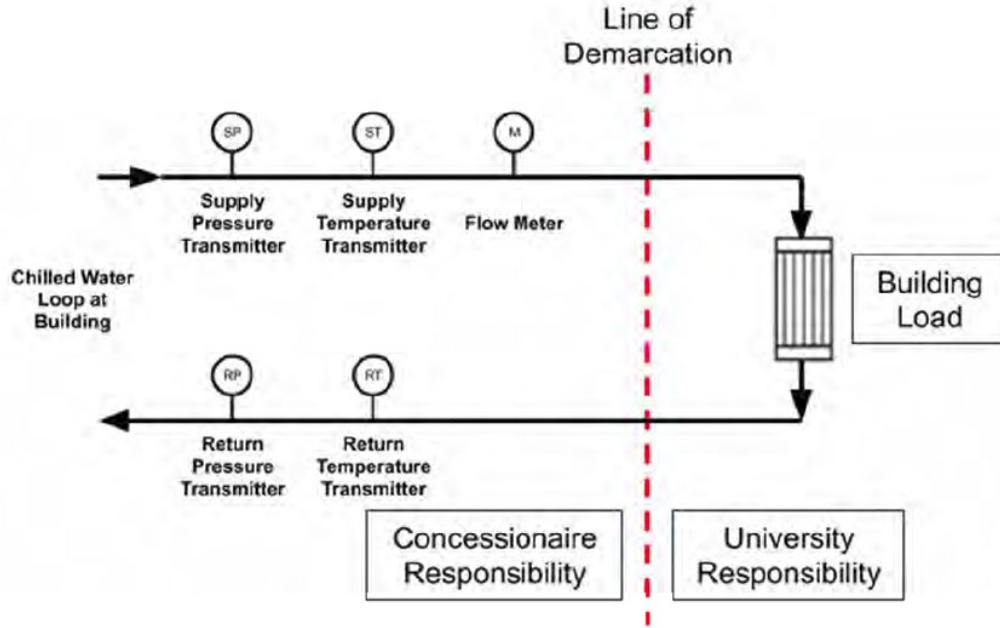 Line of
Demarcation
SP
ST
M
Supply
Pressure
Transmitter
Supply
Temperature
Transmitter
Flow Meter
Chilled Water
Loop at
Building
Building
Load
RP
RT
Return
Pressure
Transmitter
Return
Temperature
Transmitter
Concessionaire
Responsibility
University
Responsibility